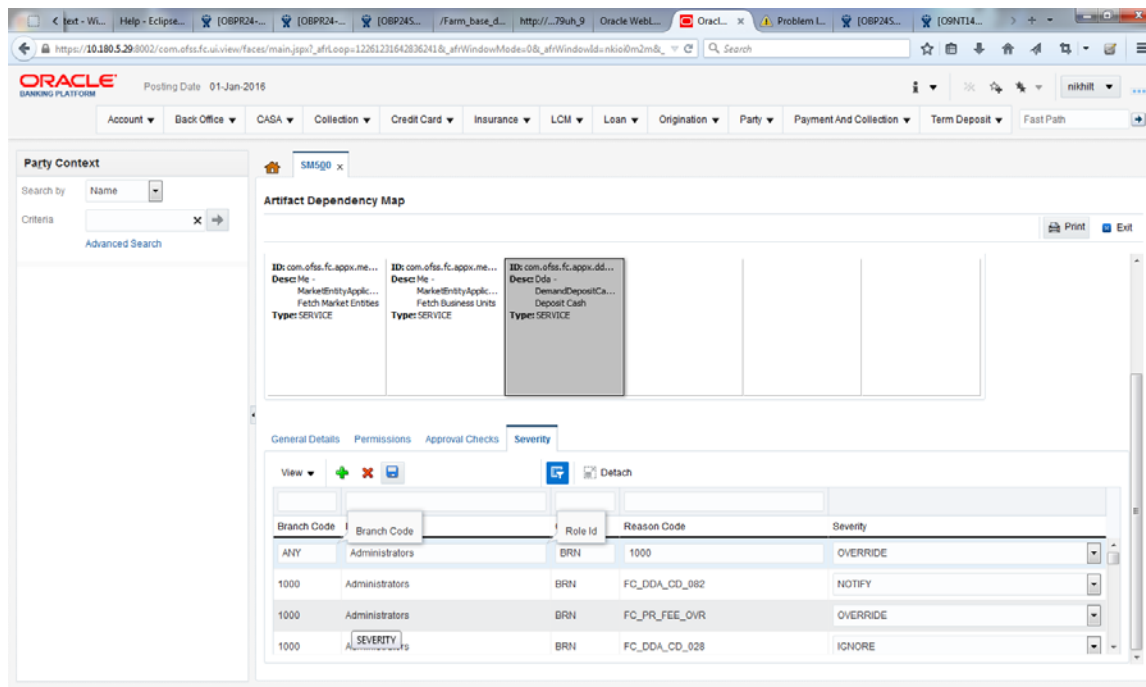 text - Wi... Help - Eclipse... [OBPR24-... [OBPR24-... [OBP24S... /Farm_base_d... http://...79uh_9 Oracle WebL... Oracl... x Problem I... [OBP24S... [O9NT14...
https://10.180.5.29:8002/com.ofss.fc.ui.view/faces/main.jspx?_afrLoop=12261231642836241&_afrWindowMode=0&_afrWindowId=nkioi0m2m&_ Search
ORACLE Posting Date 01-Jan-2016 nikhilt
BANKING PLATFORM
Account Back Office CASA Collection Credit Card Insurance LCM Loan Origination Party Payment And Collection Term Deposit Fast Path
Party Context SM500 x
Search by Name
Artifact Dependency Map
Criteria Print Exit
Advanced Search
ID: com.ofss.fc.appx.me... ID: com.ofss.fc.appx.me... ID: com.ofss.fc.appx.dd...
Desc: Me - Desc: Me - Desc: Dda -
MarketEntityApplic... MarketEntityApplic... DemandDepositCa...
Fetch Market Entities Fetch Business Units Deposit Cash
Type: SERVICE Type: SERVICE Type: SERVICE
General Details Permissions Approval Checks Severity
View Detach
Branch Code Branch Code Role Id Reason Code Severity
ANY Administrators BRN 1000 OVERRIDE
1000 Administrators BRN FC_DDA_CD_082 NOTIFY
1000 Administrators BRN FC_PR_FEE_OVR OVERRIDE
SEVERITY
1000 BRN FC_DDA_CD_028 IGNORE